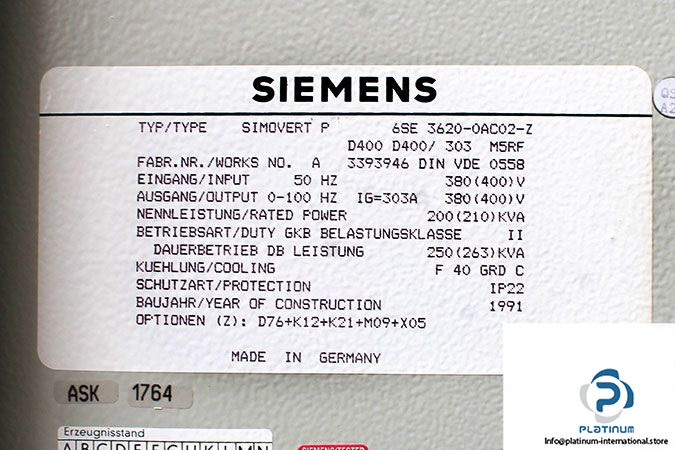 SIEMENS
TYP/TYPE SIMOVERT P 6SE 3620-0AC02-Z
D400 D400/ 303 M5RF
FABR.NR./WORKS NO. A 3393946 DIN VDE 0558
EINGANG/INPUT 50 HZ 380(400)V
AUSGANG/OUTPUT 0-100 HZ IG=303A 380(400)V
NENNLEISTUNG/RATED POWER 200(210)KVA
BETRIEBSART/DUTY GKB BELASTUNGSKLASSE II
DAUERBETRIEB DB LEISTUNG 250(263)KVA
KUEHLUNG/COOLING F 40 GRD C
SCHUTZART/PROTECTION IP22
BAUJAHR/YEAR OF CONSTRUCTION 1991
OPTIONEN (Z): D76+K12+K21+M09+X05
MADE IN GERMANY
ASK 1764
Erzeugnisstand
A B C D E F G H J K L M N
SIEMENS/TESTED
PLATINUM
Info@platinum-international.store